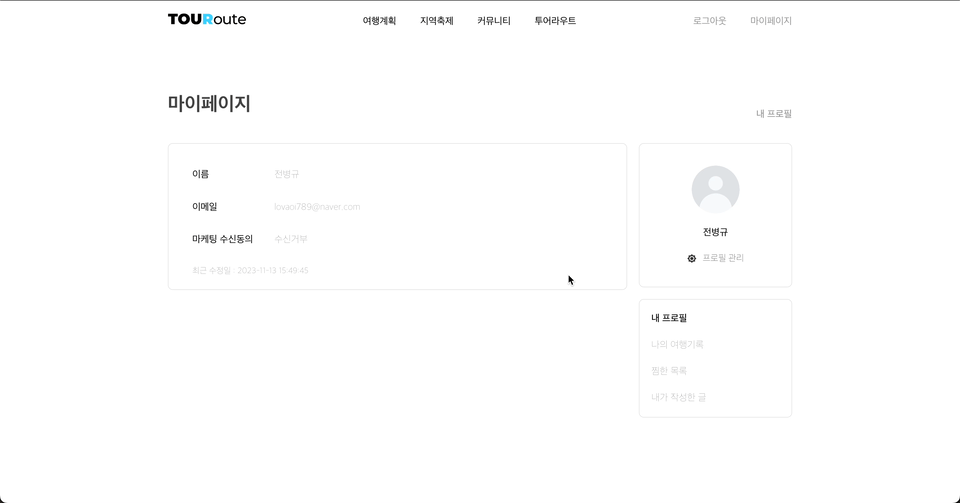 TOURoute 여행계획 지역축제 커뮤니티 투어라우트 로그아웃 마이페이지
마이페이지
내 프로필
이름 전병규
이메일 lovaoi789@naver.com
마케팅 수신동의 수신거부
최근 수정일 : 2023-11-13 15:49:45
전병규
프로필 관리
내 프로필
나의 여행기록
찜한 목록
내가 작성한 글